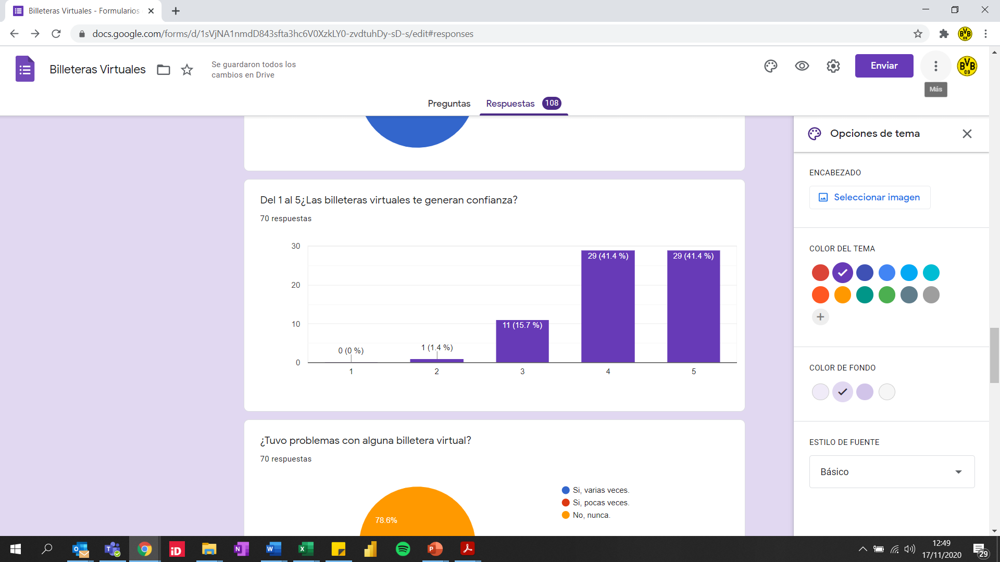 Billeteras Virtuales - Formularios
docs.google.com/forms/d/1sVjNA1nmdD843sfta3hc6V0XzkLY0-zvdtuhDy-sD-s/edit#responses
BVB 09
Billeteras Virtuales
Se guardaron todos los
cambios en Drive
Enviar
BVB 09
Más
Preguntas
Respuestas 108
Opciones de tema
ENCABEZADO
Seleccionar imagen
COLOR DEL TEMA
COLOR DE FONDO
ESTILO DE FUENTE
Básico
Del 1 al 5¿Las billeteras virtuales te generan confianza?
70 respuestas
30
20
10
0
0 (0 %)
1 (1.4 %)
11 (15.7 %)
29 (41.4 %)
29 (41.4 %)
1 2 3 4 5
¿Tuvo problemas con alguna billetera virtual?
70 respuestas
78.6%
Si, varias veces.
Si, pocas veces.
No, nunca.
12:49
17/11/2020
29